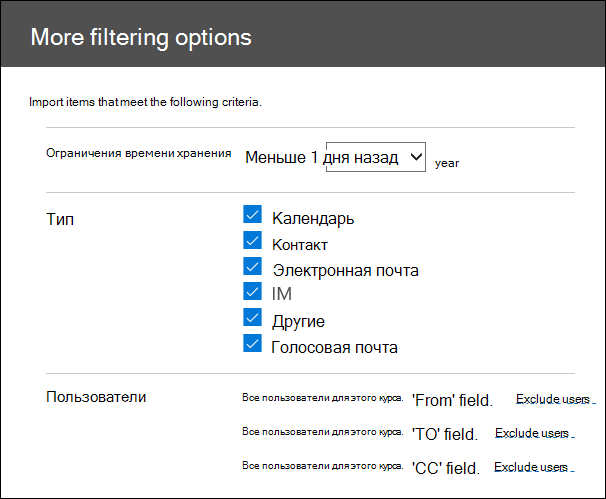 More filtering options
Import items that meet the following criteria.
Ограничения времени хранения Меньше 1 дня назад year
Тип
Календарь
Контакт
Электронная почта
IM
Другие
Голосовая почта
Пользователи Все пользователи для этого курса. 'From' field. Exclude users
Все пользователи для этого курса. 'TO' field. Exclude users
Все пользователи для этого курса. 'CC' field. Exclude users